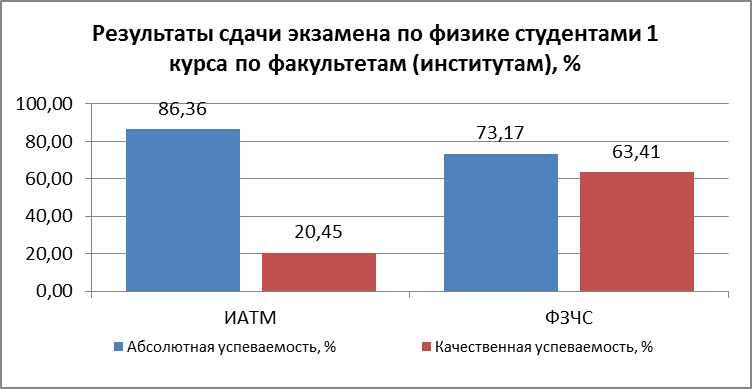 Результаты сдачи экзамена по физике студентами 1
курса по факультетам (институтам), %
100,00
80,00
60,00
40,00
20,00
0,00
86,36
20,45
73,17
63,41
ИАТМ
ФЗЧС
Абсолютная успеваемость, %
Качественная успеваемость, %